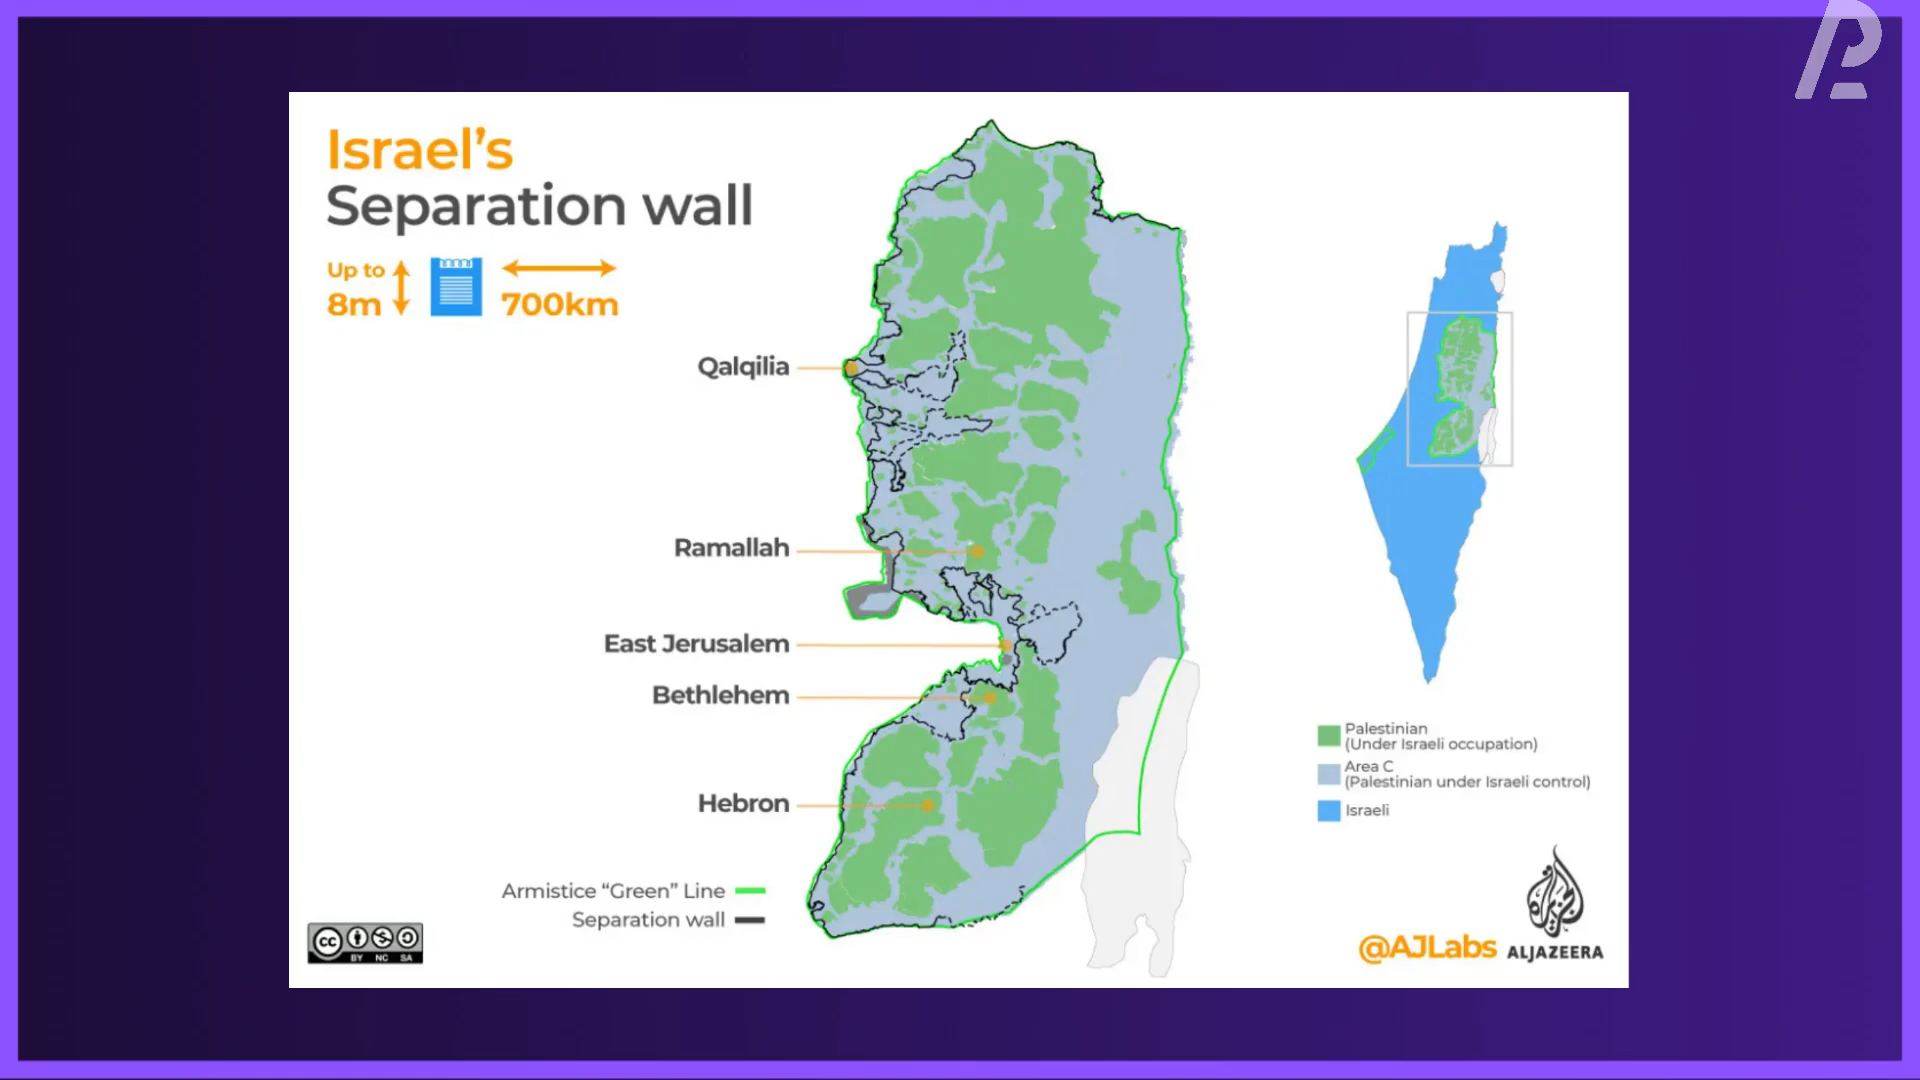 Israel's
Separation wall
Up to
8m
700km
Qalqilia
Ramallah
East Jerusalem
Bethlehem
Hebron
Armistice “Green” Line
Separation wall
Palestinian
(Under Israeli occupation)
Area C
(Palestinian under Israeli control)
Israeli
cc
BY NC SA
@AJLabs
ALJAZEERA